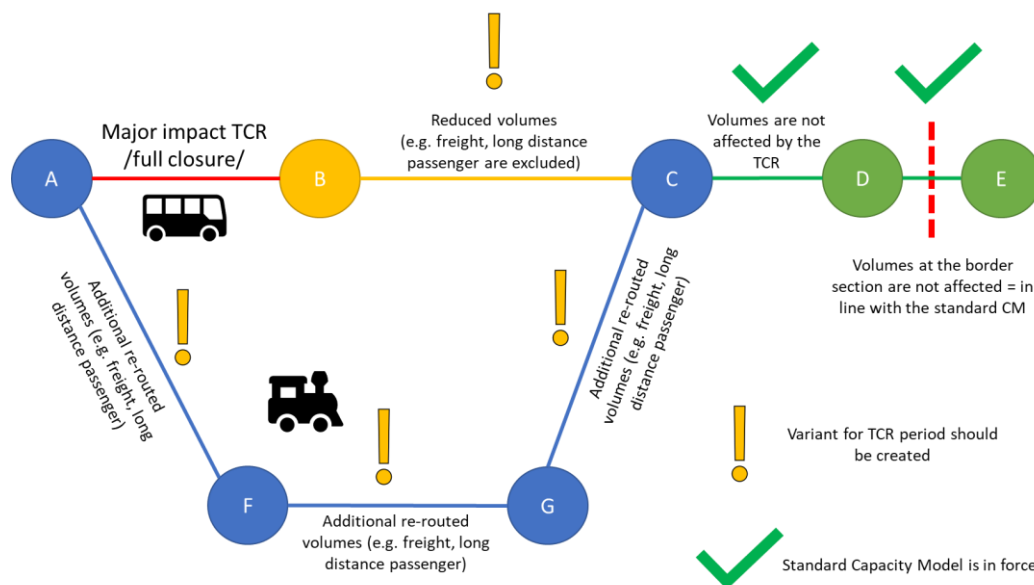 Major impact TCR
/full closure/
Reduced volumes
(e.g. freight, long distance
passenger are excluded)
Volumes are not
affected by the
TCR
A
B
C
D
E
Volumes at the border
section are not affected = in
line with the standard CM
Additional re-routed
volumes (e.g. freight, long
distance passenger)
Additional re-routed
volumes (e.g. freight, long
distance passenger)
Variant for TCR period should
be created
F
G
Additional re-routed
volumes (e.g. freight, long
distance passenger)
Standard Capacity Model is in force